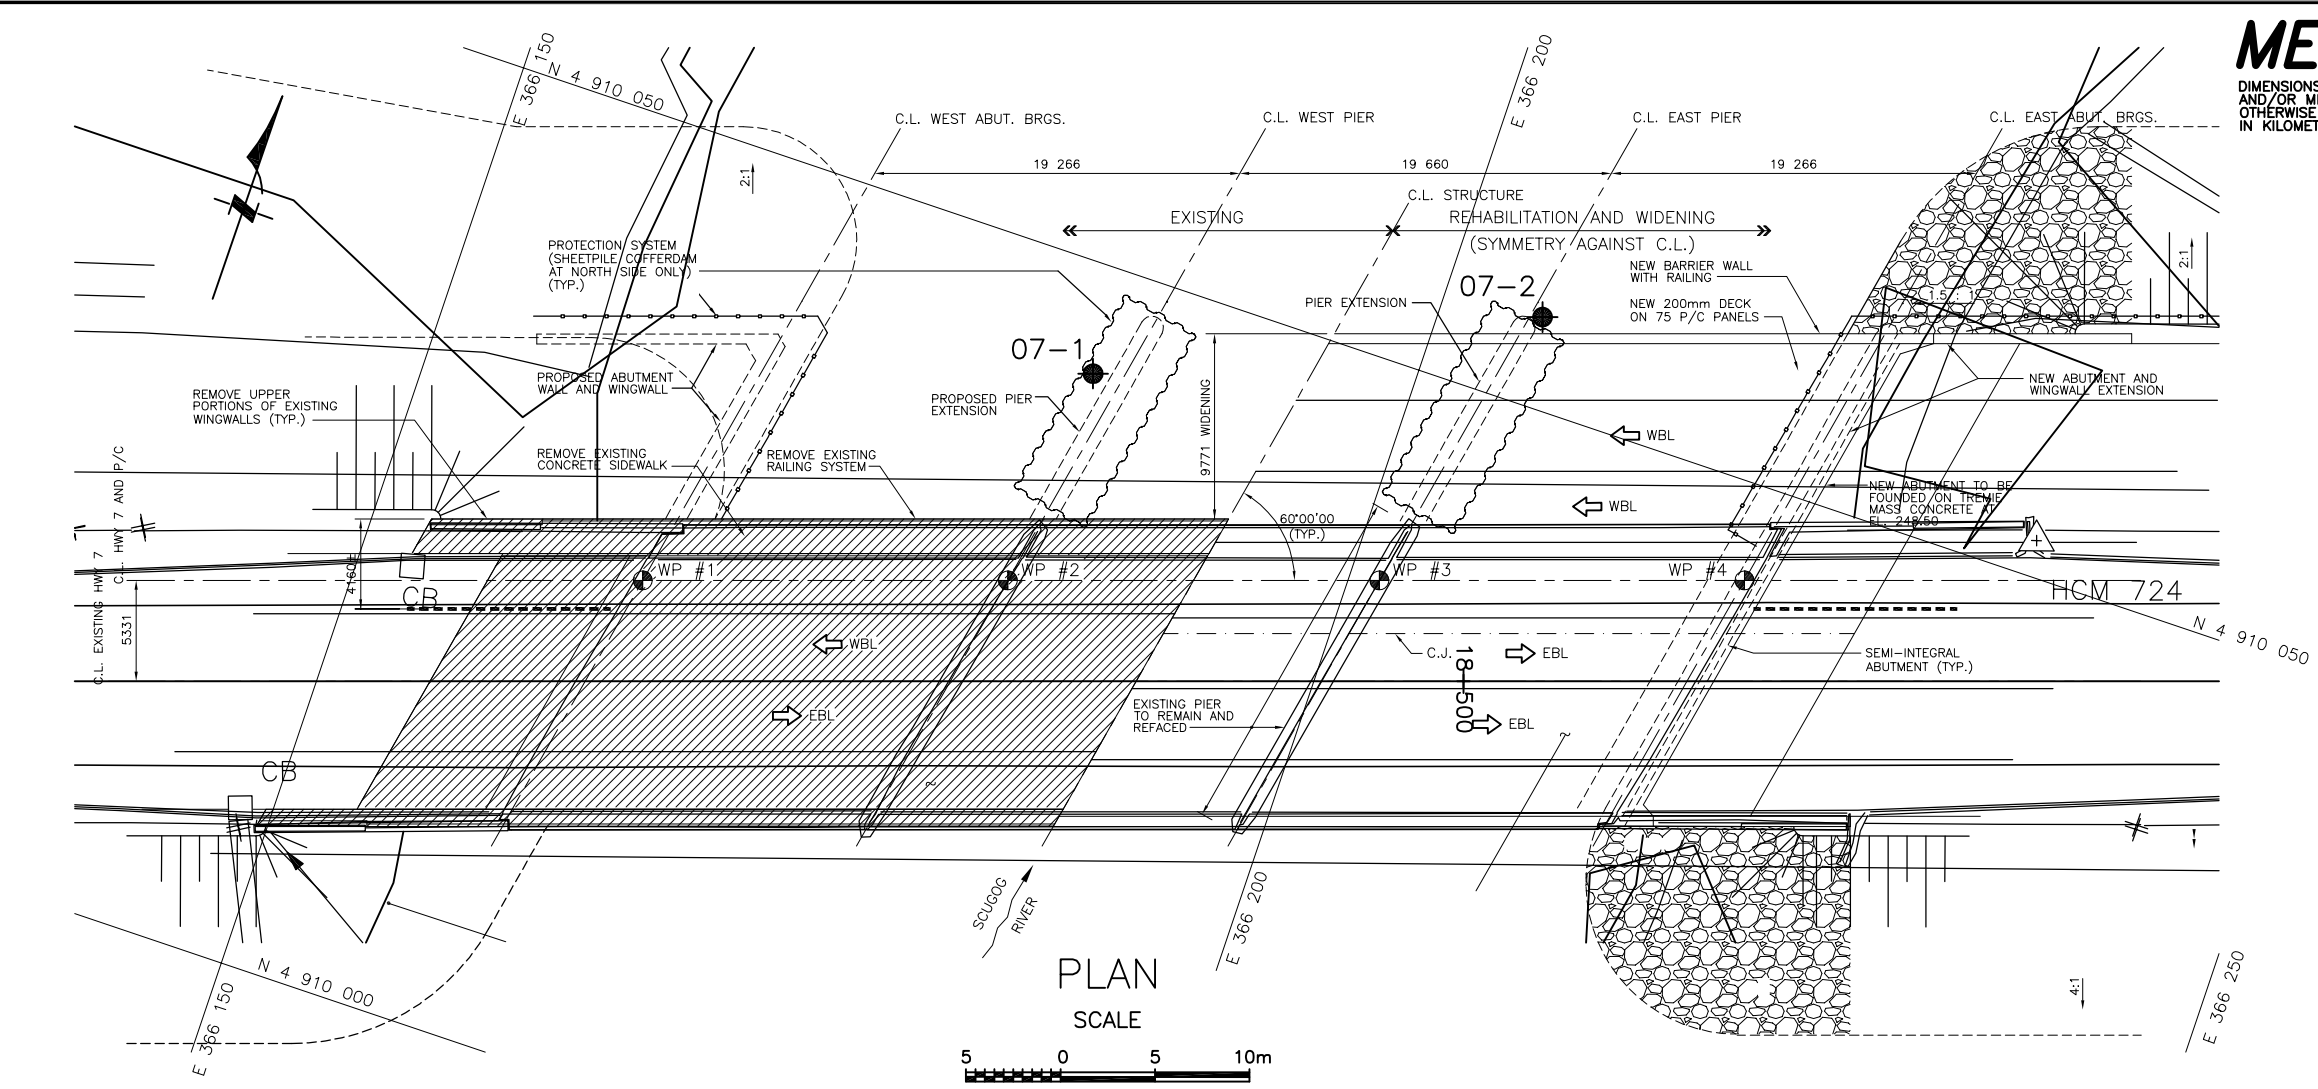 ME
DIMENSIONS
AND/OR M
OTHERWISE
IN KILOMET
E 366 150
N 4 910 050
E 366 200
C.L. WEST ABUT. BRGS.
C.L. WEST PIER
C.L. EAST PIER
C.L. EAST ABUT. BRGS.
19 266
19 660
19 266
2:1
C.L. STRUCTURE
EXISTING
REHABILITATION AND WIDENING
(SYMMETRY AGAINST C.L.)
2:1
PROTECTION SYSTEM
(SHEETPILE COFFERDAM
AT NORTH SIDE ONLY)
(TYP.)
NEW BARRIER WALL
WITH RAILING
07-2
PIER EXTENSION
NEW 200mm DECK
ON 75 P/C PANELS
1.5 : 1
07-1
PROPOSED ABUTMENT
WALL AND WINGWALL
REMOVE UPPER
PORTIONS OF EXISTING
WINGWALLS (TYP.)
PROPOSED PIER
EXTENSION
9771 WIDENING
NEW ABUTMENT AND
WINGWALL EXTENSION
WBL
REMOVE EXISTING
CONCRETE SIDEWALK
REMOVE EXISTING
RAILING SYSTEM
C.L. HWY 7 AND P/C
NEW ABUTMENT TO BE
FOUNDED ON TREMIE
MASS CONCRETE AT
EL. 248.50
WBL
60°00'00
(TYP.)
4160±
WP #1
WP #2
WP #3
WP #4
CB
HCM 724
C.L. EXISTING HWY 7
5331
WBL
C.J.
EBL
SEMI-INTEGRAL
ABUTMENT (TYP.)
N 4 910 050
18-500
EXISTING PIER
TO REMAIN AND
REFACED
EBL
EBL
CB
SCUGOG
RIVER
E 366 200
N 4 910 000
E 366 150
4:1
E 366 250
PLAN
SCALE
5 0 5 10m